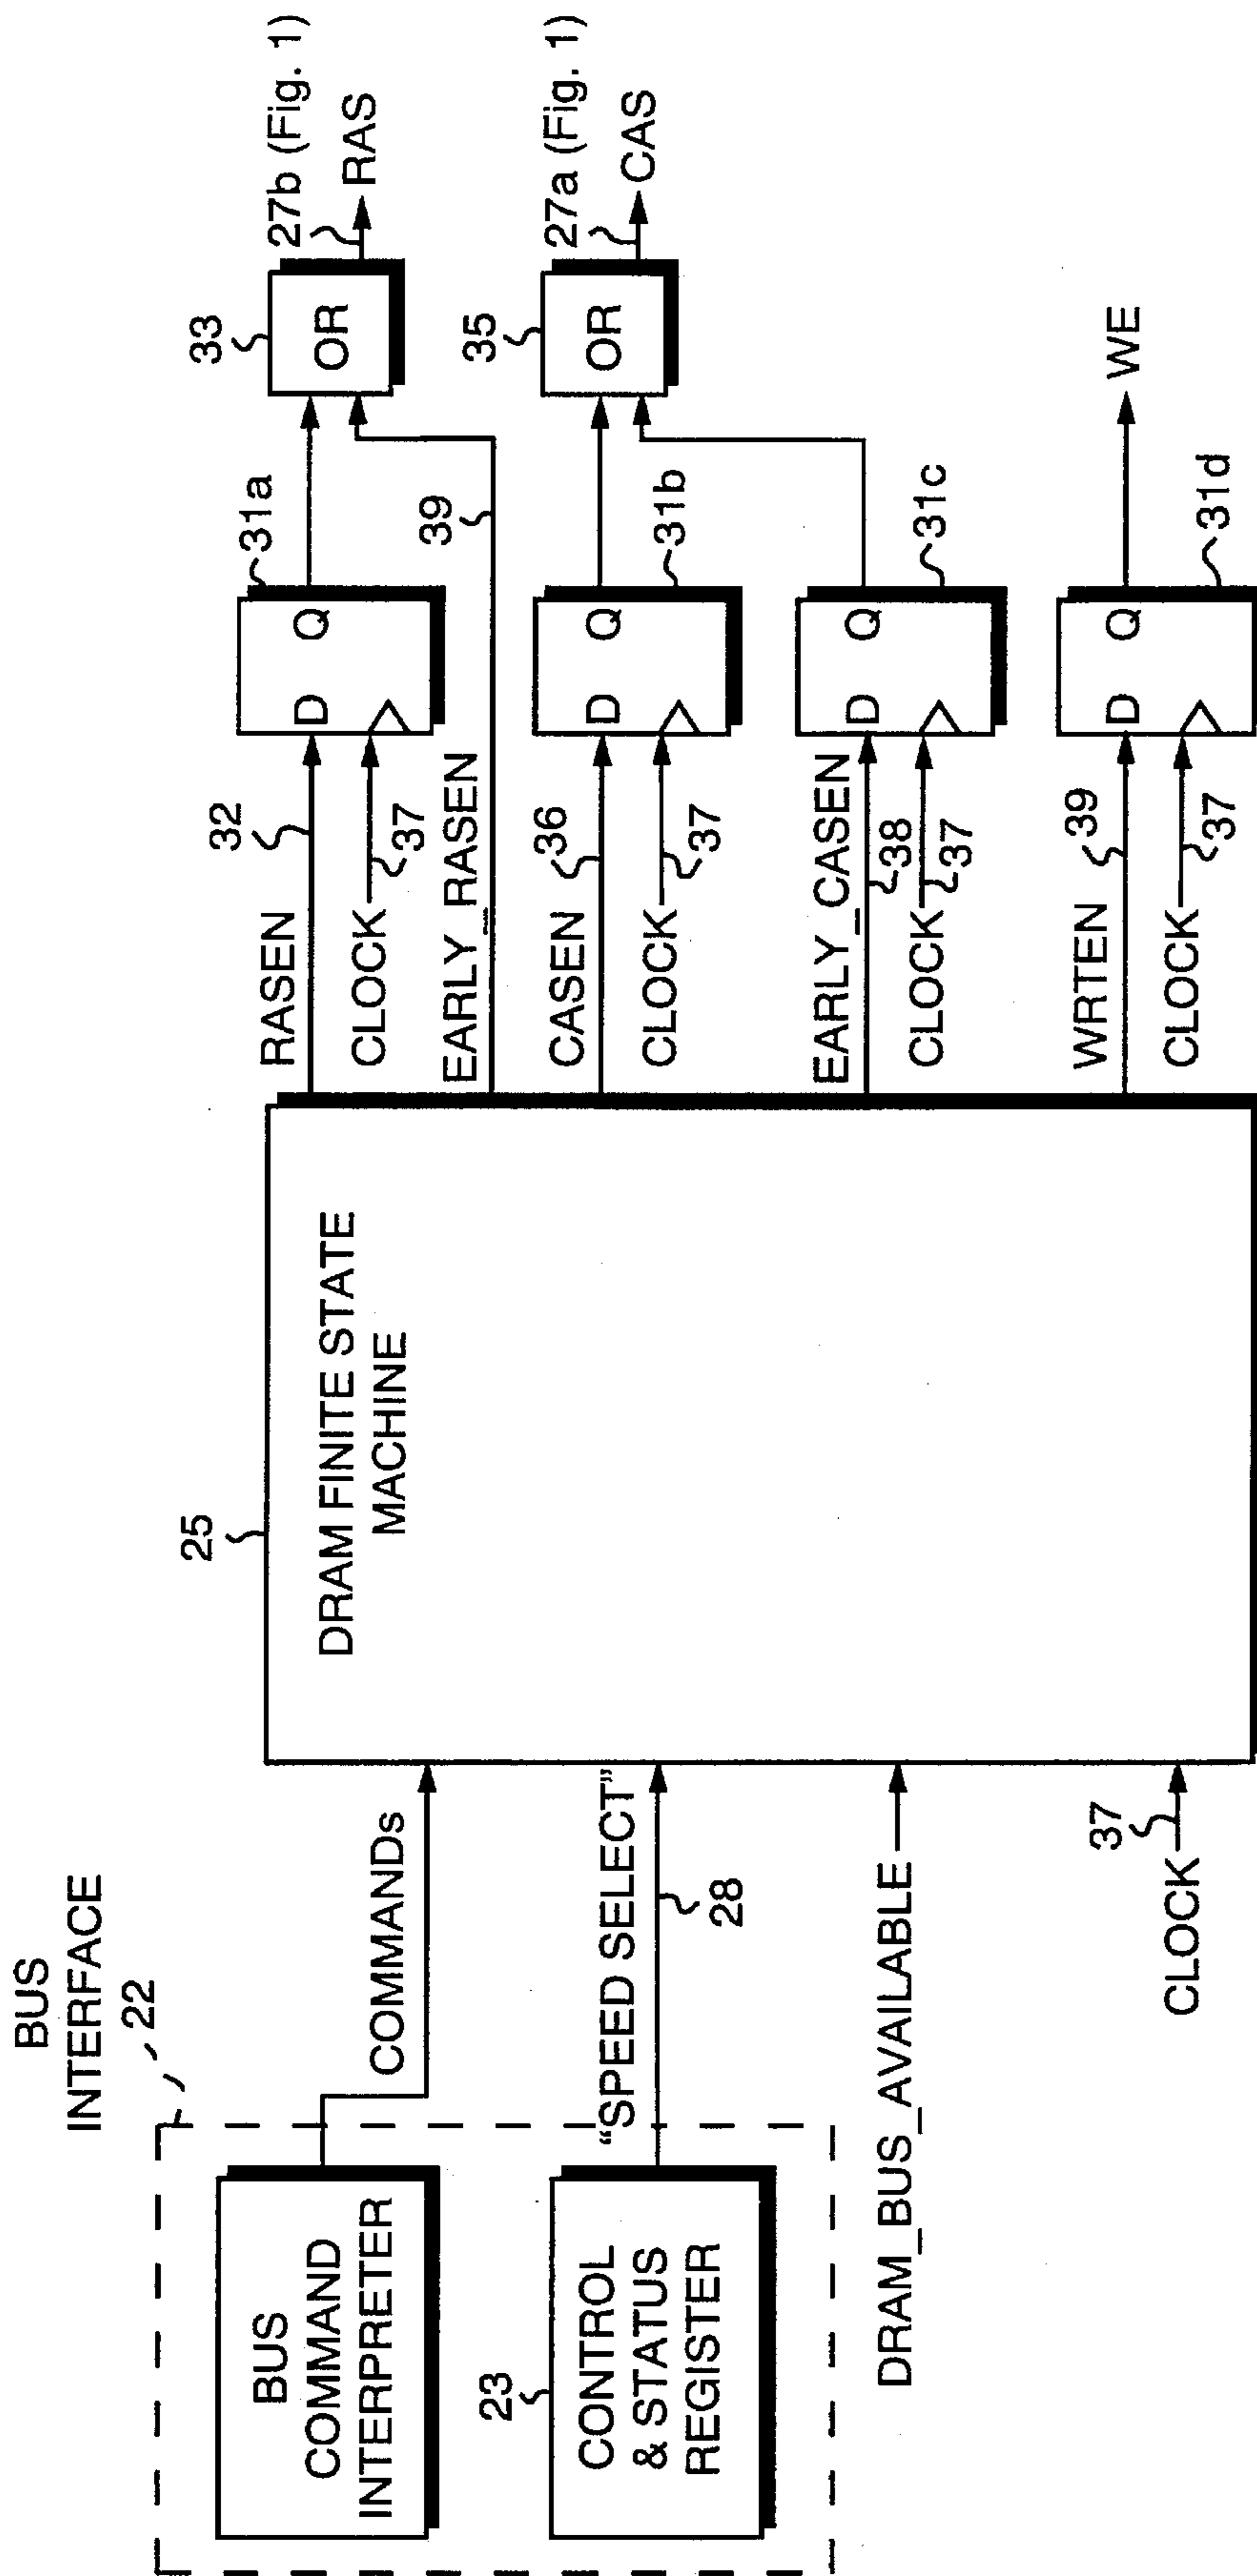 BUS
INTERFACE
22
BUS
COMMAND
INTERPRETER
23
CONTROL
& STATUS
REGISTER
COMMANDs
“SPEED SELECT”
28
DRAM_BUS_AVAILABLE
37
CLOCK
25
DRAM FINITE STATE
MACHINE
RASEN
32
CLOCK
37
EARLY_RASEN
39
CASEN
36
CLOCK
37
EARLY_CASEN
38
CLOCK
37
WRTEN
39
CLOCK
37
D Q
31a
D Q
31b
D Q
31c
D Q
31d
33
OR
27b (Fig. 1)
RAS
35
OR
27a (Fig. 1)
CAS
WE